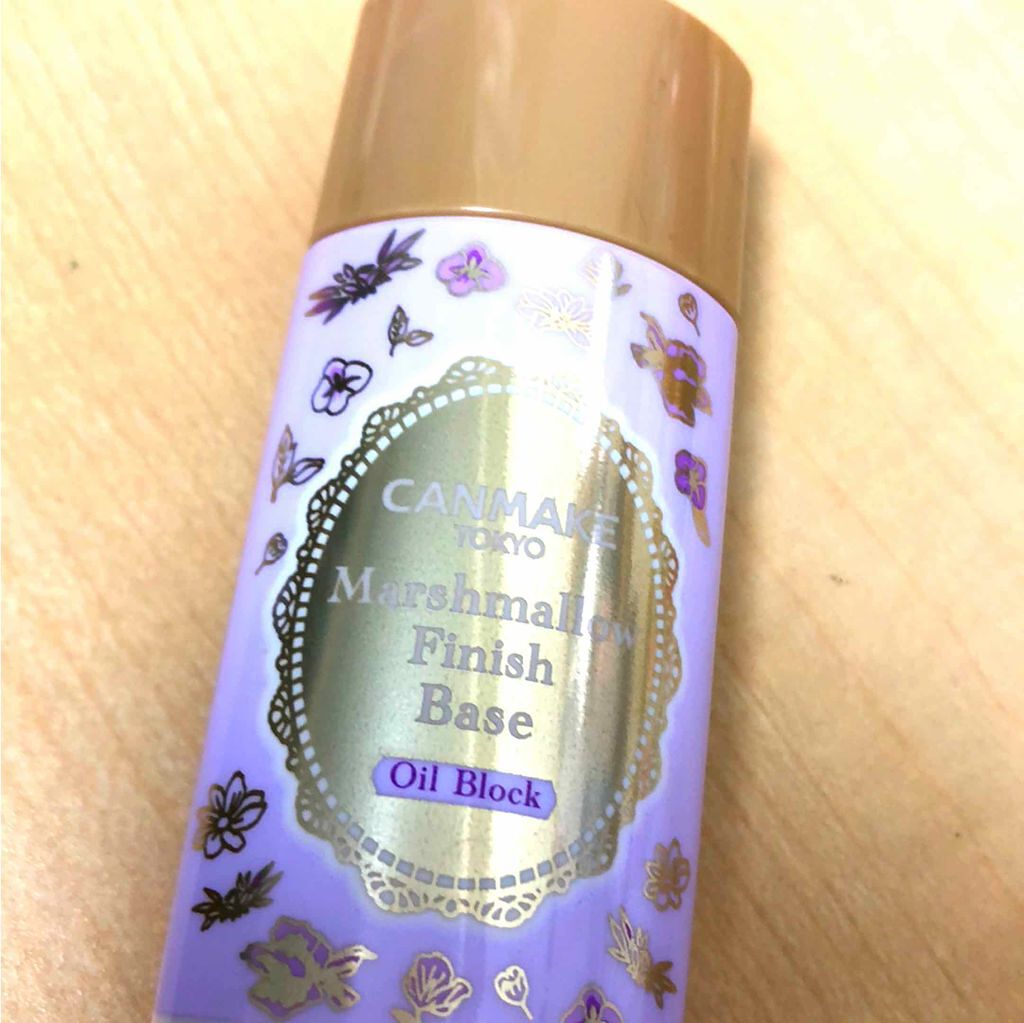 CANMAKE
TOKYO
Marshmallow
Finish
Base
Oil Block